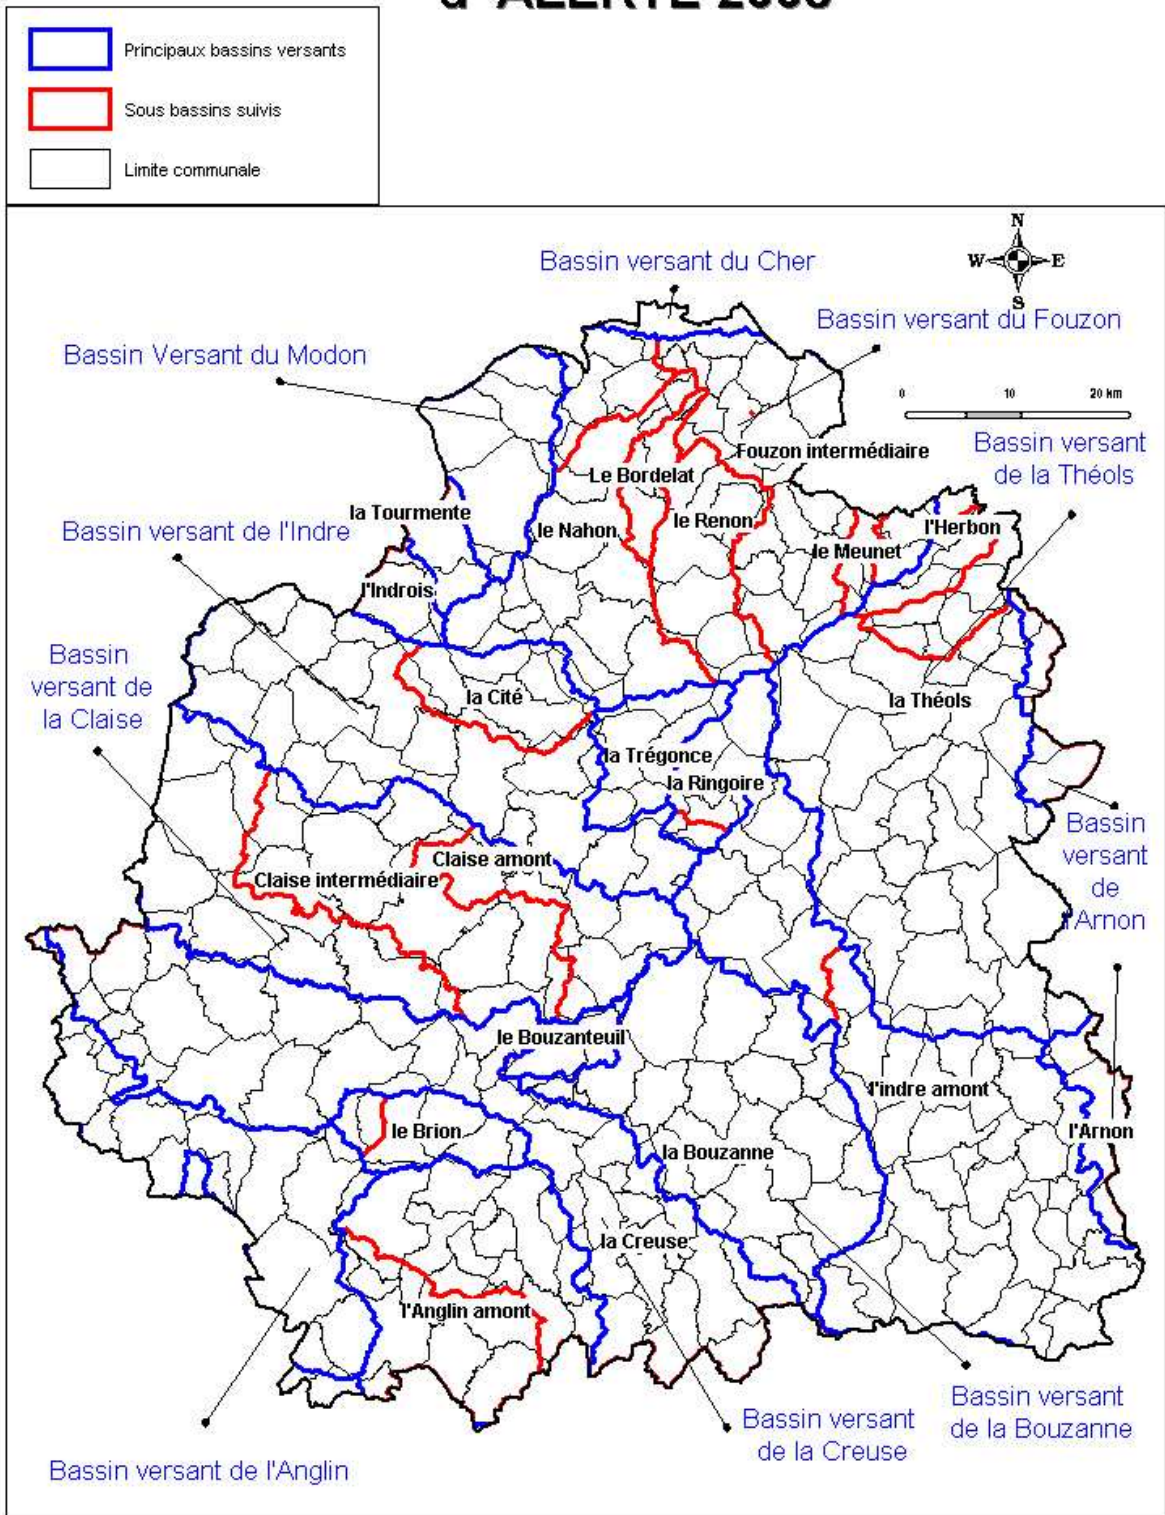 Principaux bassins versants
Sous bassins suivis
Limite communale
N
W E
S
Bassin versant du Cher
Bassin versant du Fouzon
Bassin Versant du Modon
0 10 20 km
Bassin versant
de la Théols
Fouzon intermédiaire
Le Bordelat
la Tourmente
le Nahon
le Renon
l'Herbon
le Meunet
Bassin versant de l'Indre
l'Indrois
Bassin
versant de
la Claise
la Cité
la Théols
la Trégonce
la Ringoire
Bassin
versant
de
l'Arnon
Claise amont
Claise intermédiaire
le Bouzanteuil
l'indre amont
le Brion
l'Arnon
la Bouzanne
la Creuse
l'Anglin amont
Bassin versant
de la Bouzanne
Bassin versant
de la Creuse
Bassin versant de l'Anglin